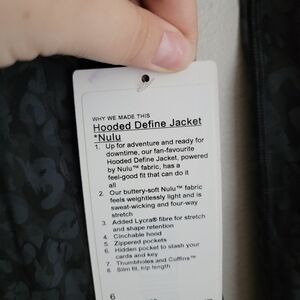 WHY WE MADE THIS
Hooded Define Jacket
*Nulu
1. Up for adventure and ready for
downtime, our fan-favourite
Hooded Define Jacket, powered
by Nulu™ fabric, has a
feel-good fit that can do it
all
2. Our buttery-soft Nulu™ fabric
feels weightlessly light and is
sweat-wicking and four-way
stretch
3. Added Lycra® fibre for stretch
and shape retention
4. Cinchable hood
5. Zippered pockets
6. Hidden pocket to stash your
cards and key
7. Thumbholes and Cuffins™
8. Slim fit, hip length
6